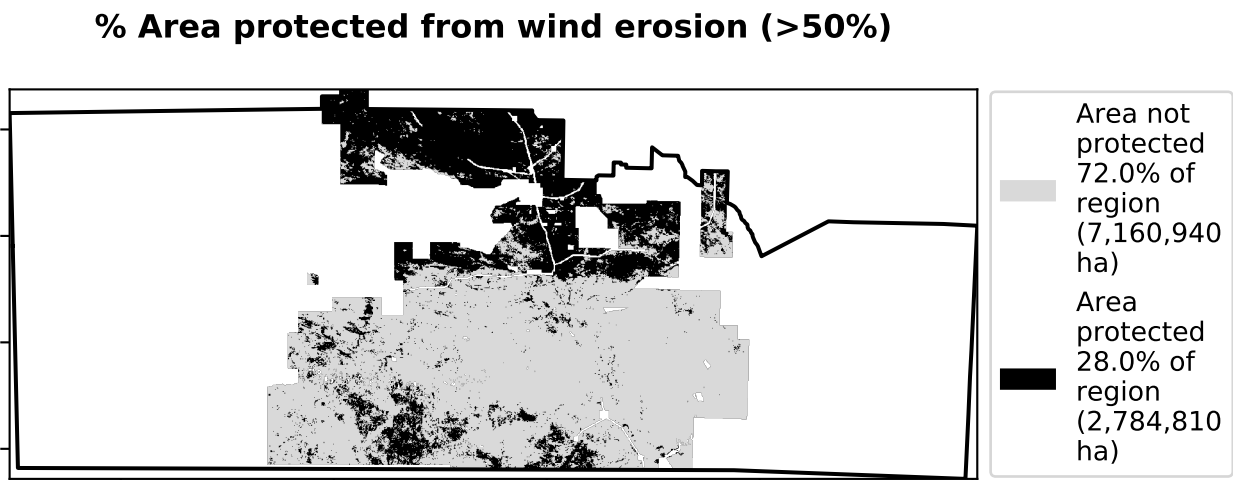 % Area protected from wind erosion (>50%)
Area not
protected
72.0% of
region
(7,160,940
ha)
Area
protected
28.0% of
region
(2,784,810
ha)